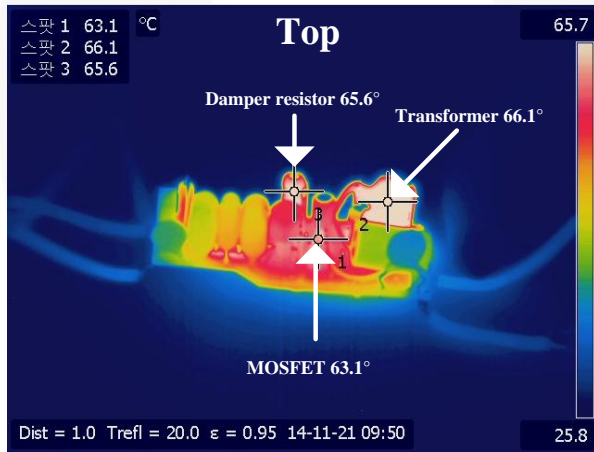 스팟 1 63.1 °C
스팟 2 66.1
스팟 3 65.6
Top
65.7
Damper resistor 65.6°
Transformer 66.1°
3
2
1
MOSFET 63.1°
Dist = 1.0 Trefl = 20.0 ε = 0.95 14-11-21 09:50
25.8